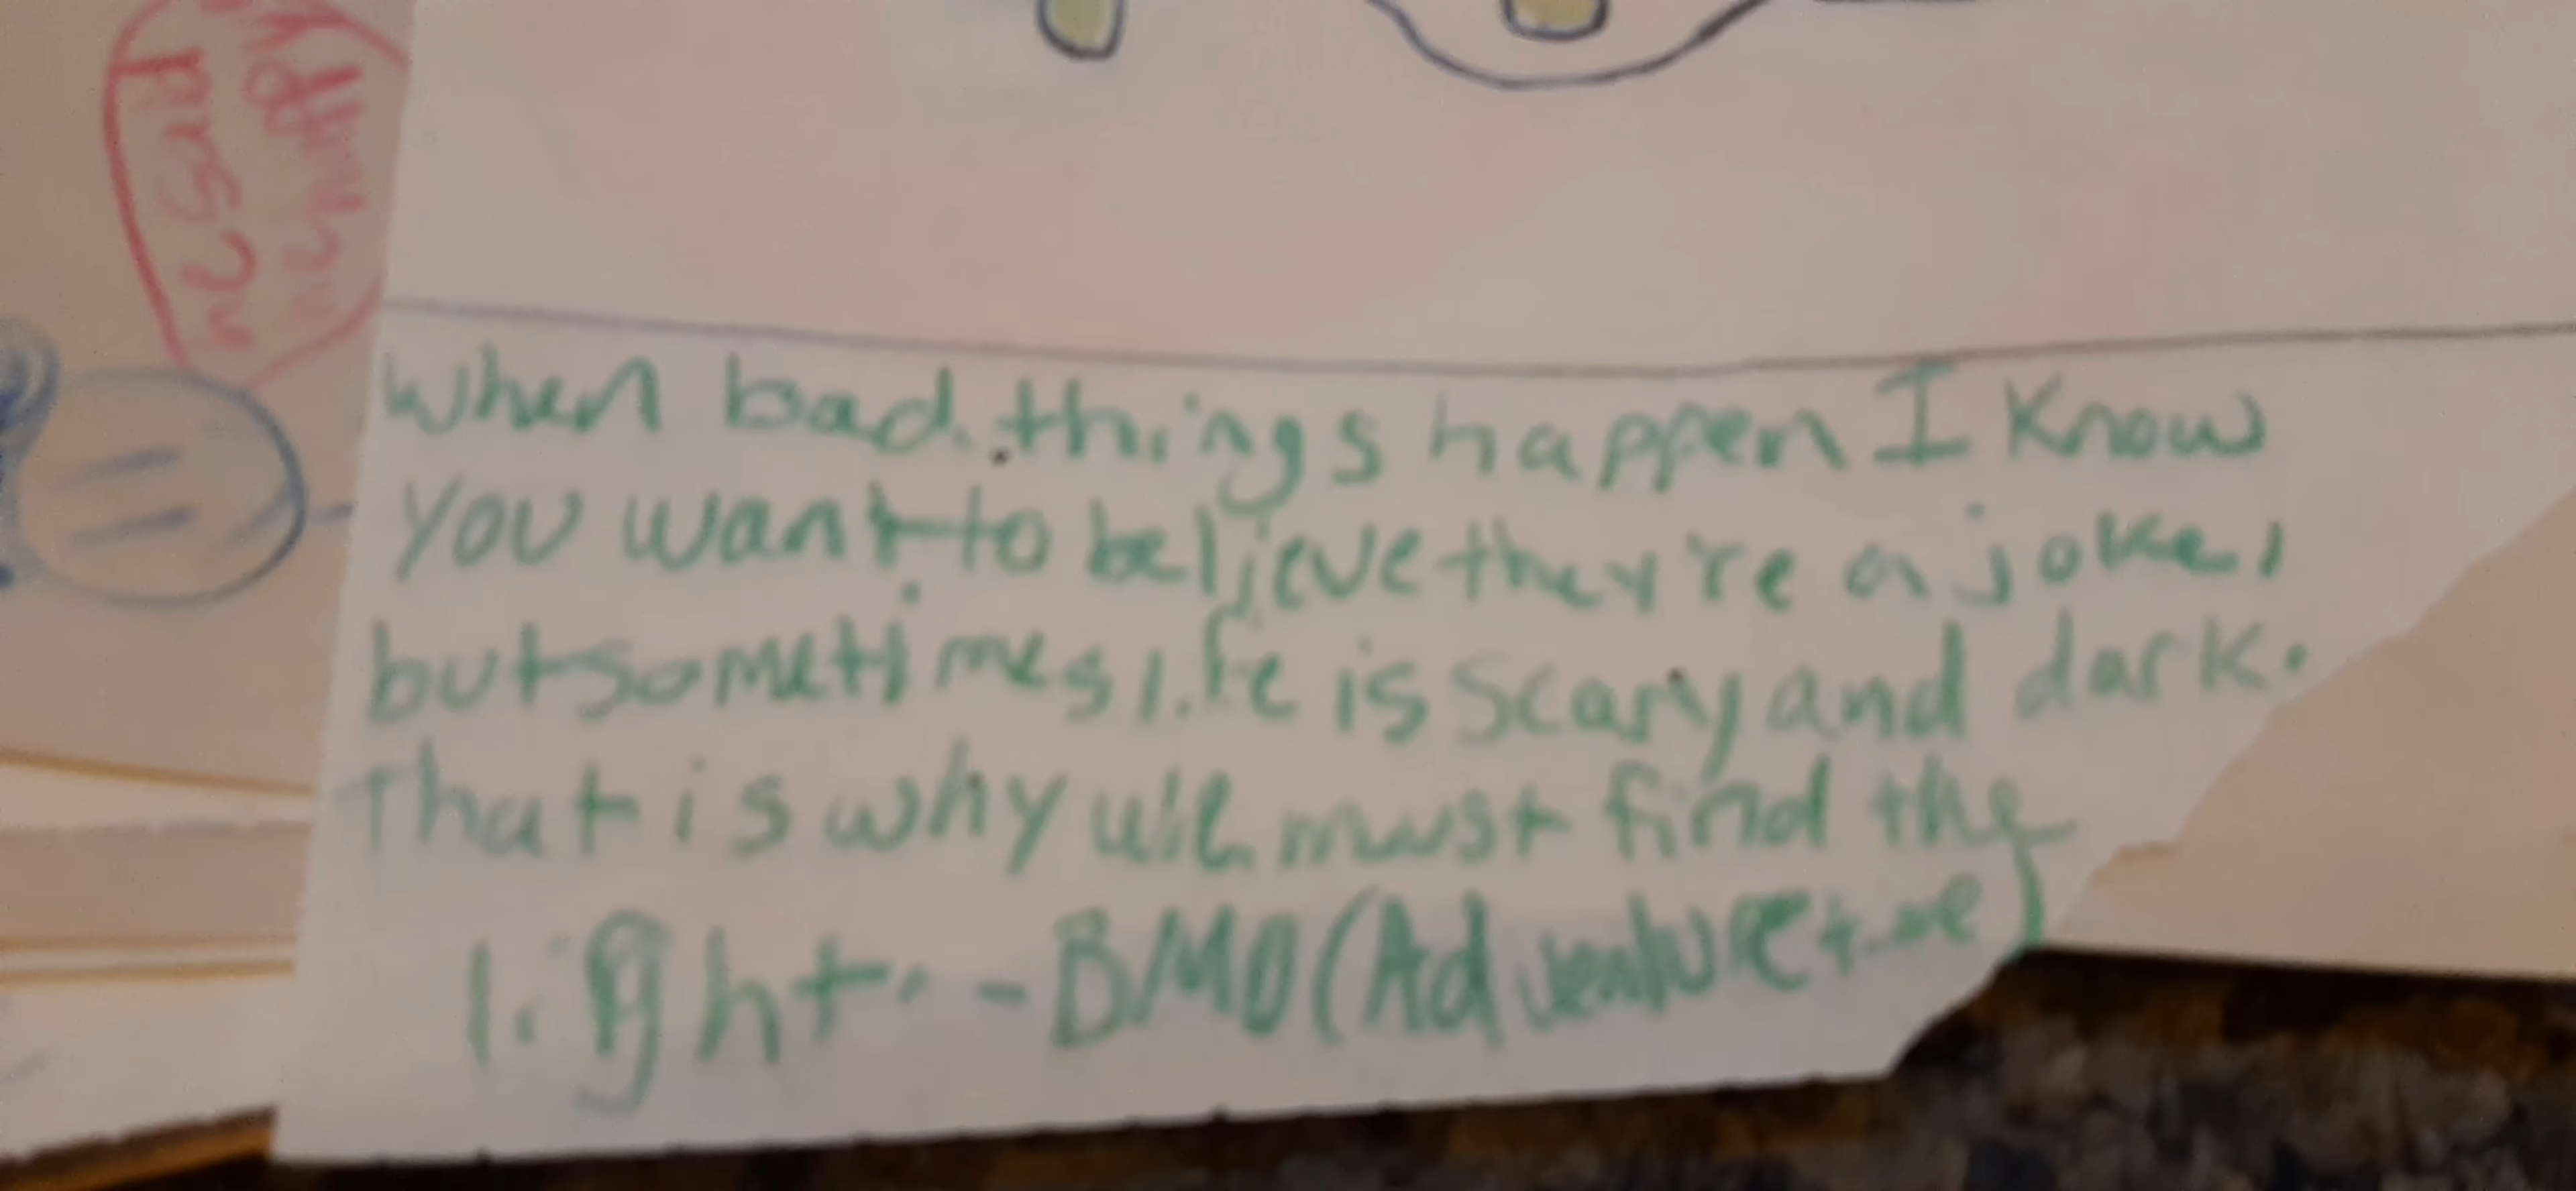 When bad things happen I know
you want to believe they're a joke,
but sometimes life is scary and dark.
That is why we must find the
light. -BMO (Adventure time)